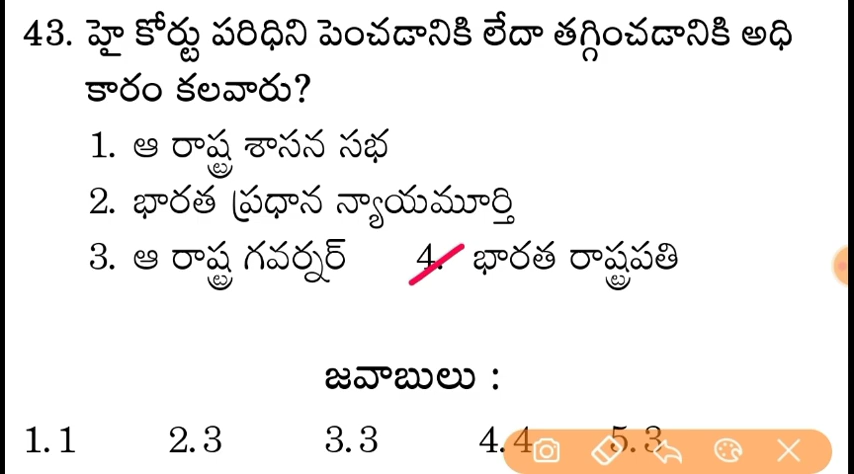 43. హై కోర్టు పరిధిని పెంచడానికి లేదా తగ్గించడానికి అధి
కారం కలవారు?
1. ఆ రాష్ట్ర శాసన సభ
2. భారత ప్రధాన న్యాయమూర్తి
3. ఆ రాష్ట్ర గవర్నర్ 4. భారత రాష్ట్రపతి
జవాబులు :
1. 1 2. 3 3. 3 4. 4 5. 3